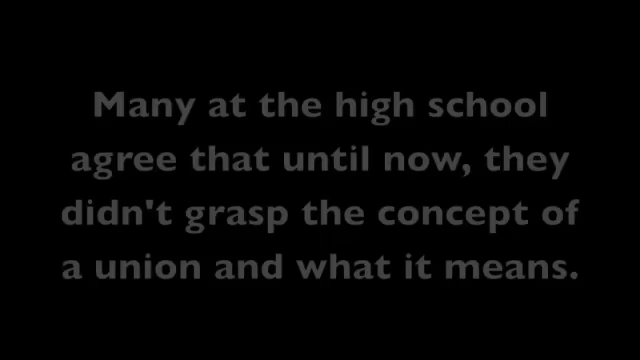 Many at the high school
agree that until now, they
didn't grasp the concept of
a union and what it means.